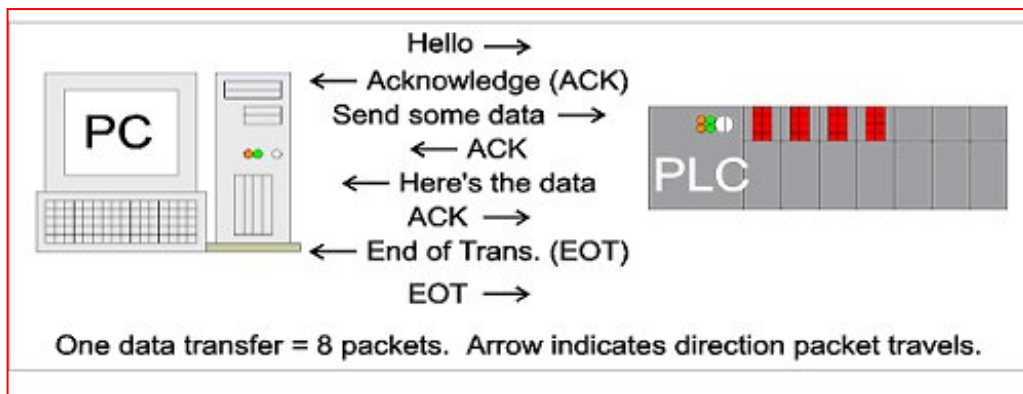 Hello →
← Acknowledge (ACK)
Send some data →
← ACK
← Here's the data
ACK →
← End of Trans. (EOT)
EOT →
PC
PLC
One data transfer = 8 packets. Arrow indicates direction packet travels.